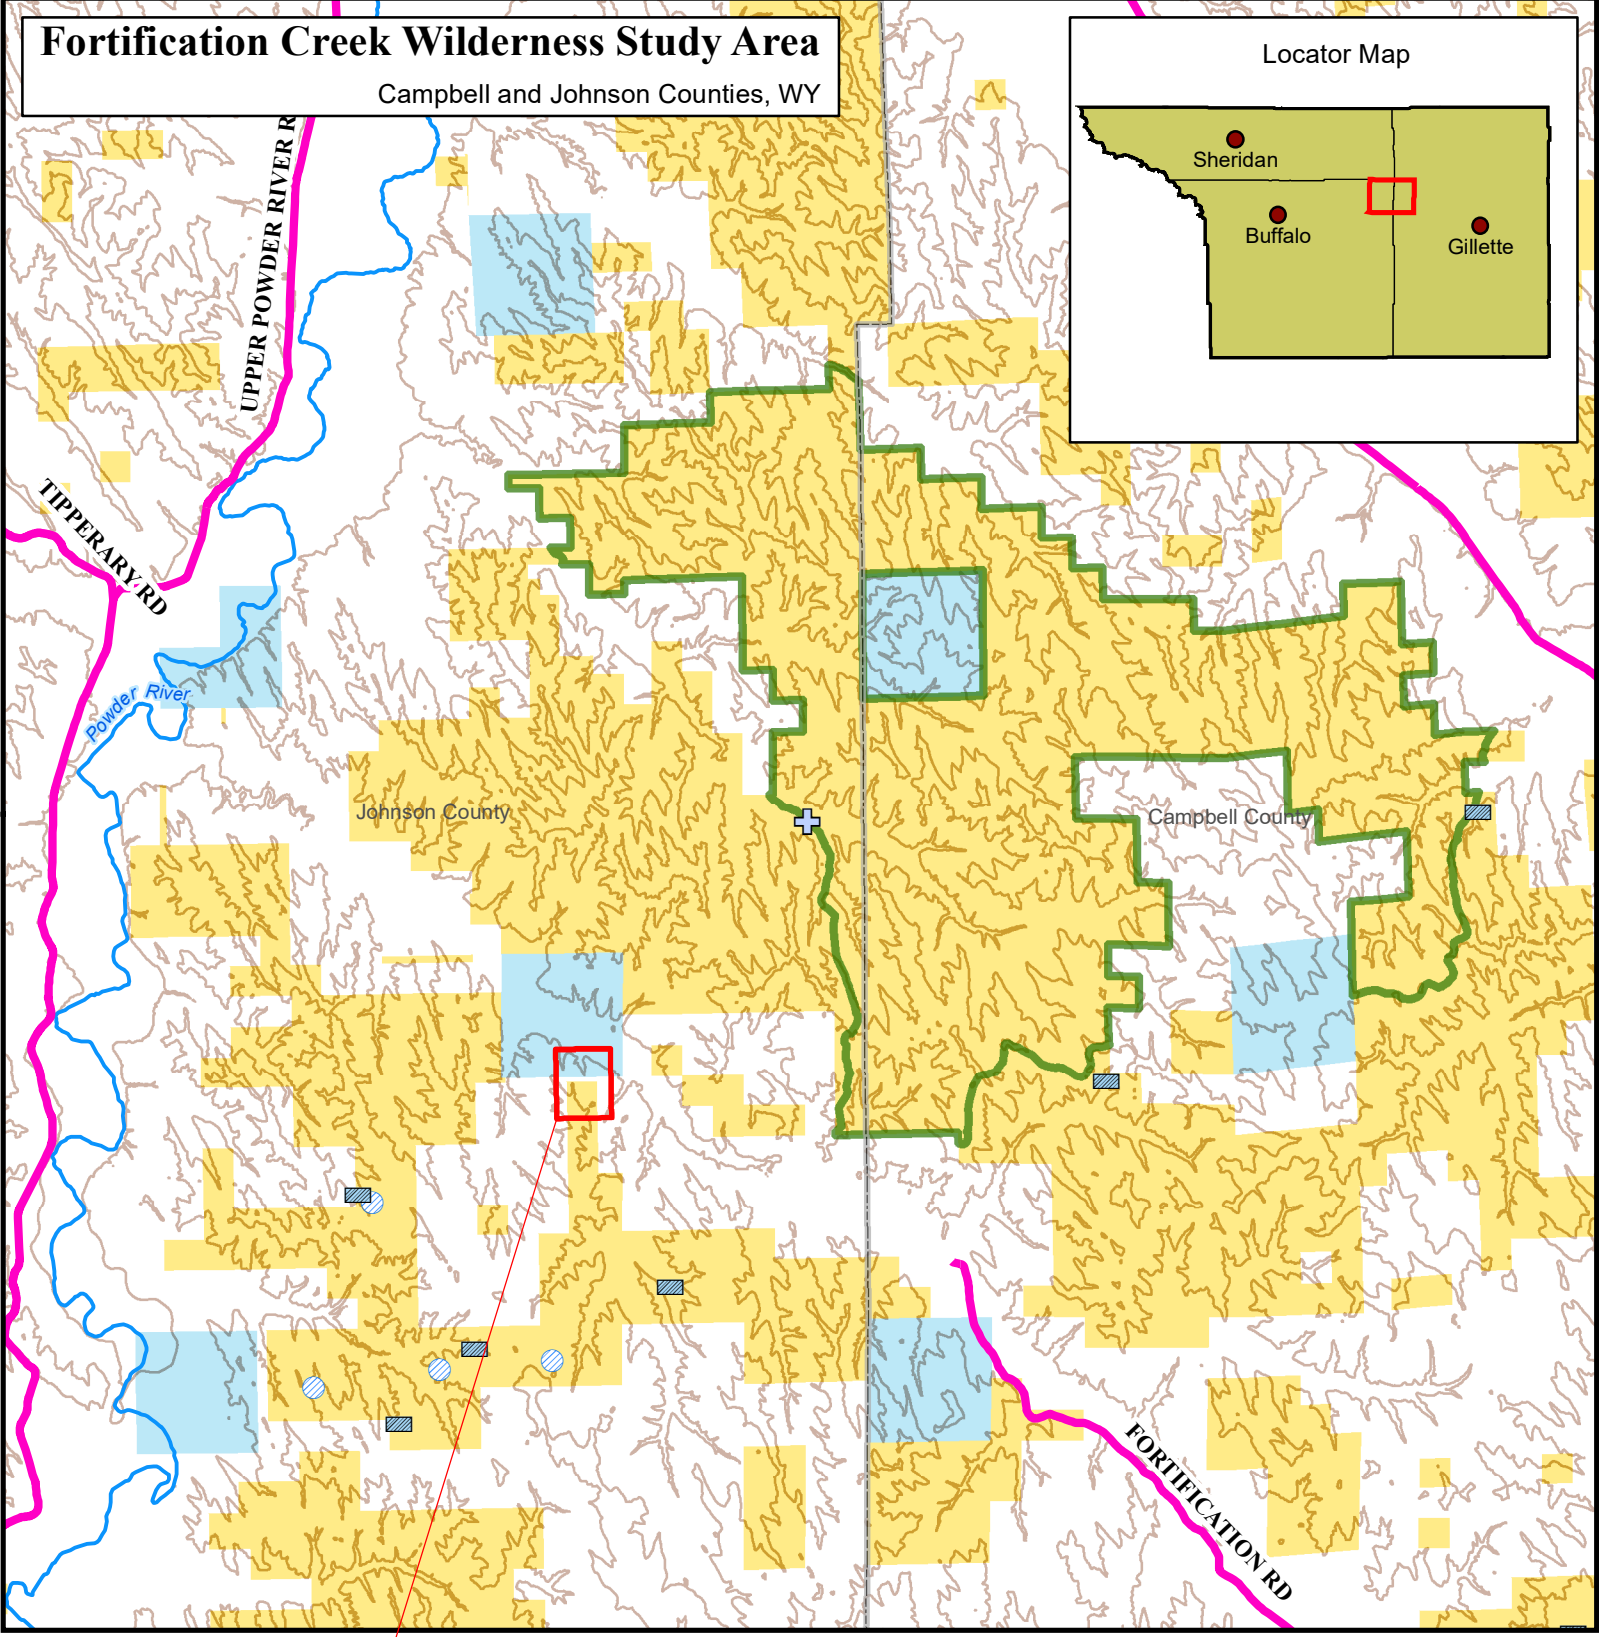 Fortification Creek Wilderness Study Area
Campbell and Johnson Counties, WY
Locator Map
Sheridan
Buffalo
Gillette
UPPER POWDER RIVER R
TIPPERARY RD
Powder River
Johnson County
Campbell County
FORTIFICATION RD